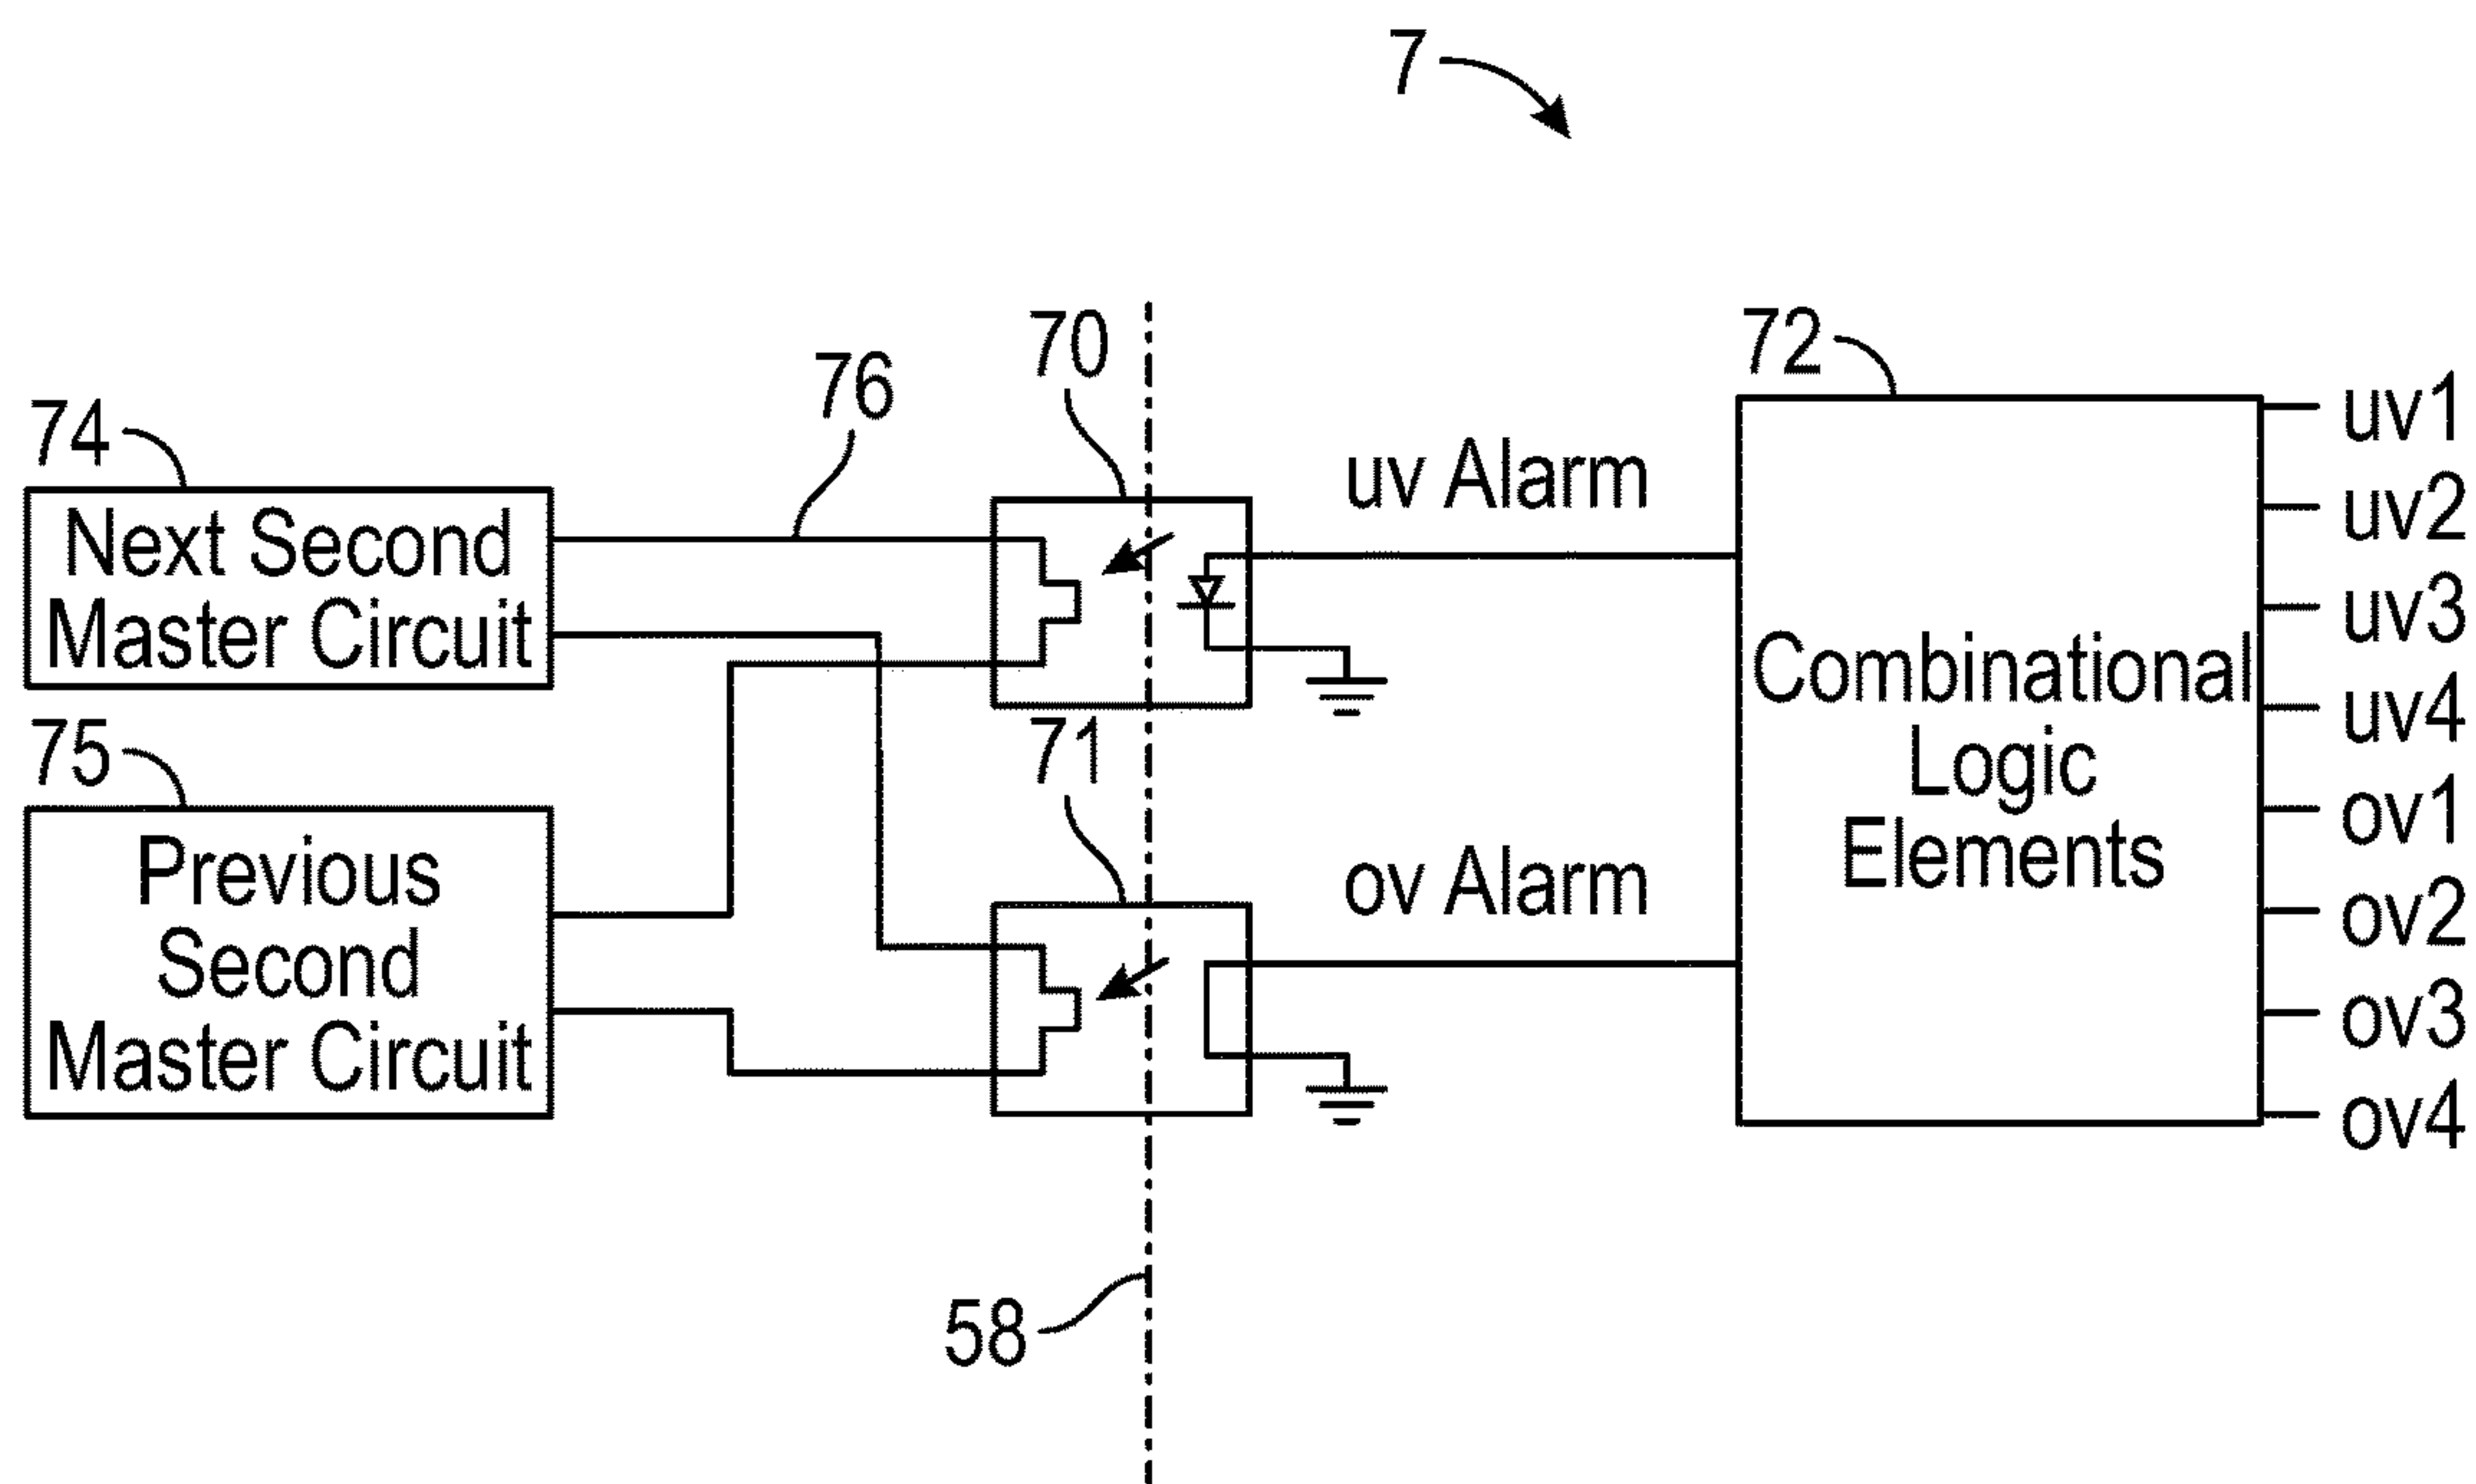 7
70
72
76
74
uv1
uv Alarm
uv2
Next Second
Master Circuit
uv3
uv4
75
71
Combinational
Logic
Elements
ov1
Previous
Second
Master Circuit
ov Alarm
ov2
ov3
ov4
58